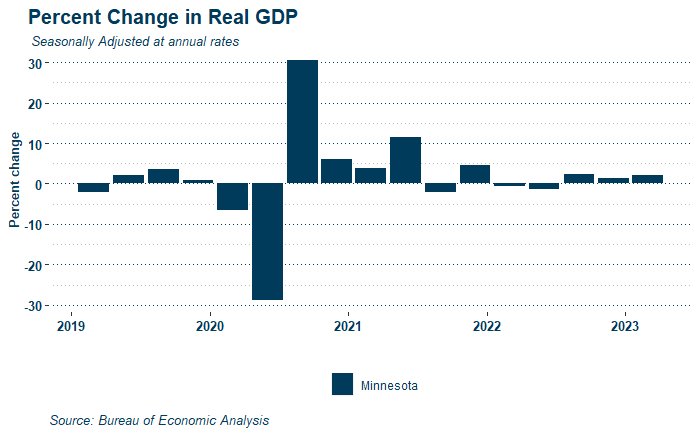 Percent Change in Real GDP
Seasonally Adjusted at annual rates
Percent change
30
20
10
0
-10
-20
-30
2019 2020 2021 2022 2023
Minnesota
Source: Bureau of Economic Analysis